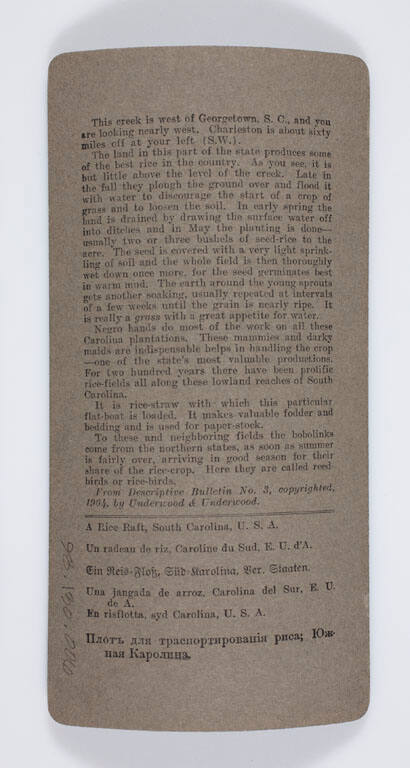 This creek is west of Georgetown, S. C., and you
are looking nearly west. Charleston is about sixty
miles off at your left (S.W.).
The land in this part of the state produces some
of the best rice in the country. As you see, it is
but little above the level of the creek. Late in
the fall they plough the ground over and flood it
with water to discourage the start of a crop of
grass and to loosen the soil. In early spring the
land is drained by drawing the surface water off
into ditches and in May the planting is done—
usually two or three bushels of seed-rice to the
acre. The seed is covered with a very light sprink-
ling of soil and the whole field is then thoroughly
wet down once more, for the seed germinates best
in warm mud. The earth around the young sprouts
gets another soaking, usually repeated at intervals
of a few weeks until the grain is nearly ripe. It
is really a grass with a great appetite for water.
Negro hands do most of the work on all these
Carolina plantations. These mammies and darky
maids are indispensable helps in handling the crop
—one of the state's most valuable productions.
For two hundred years there have been prolific
rice-fields all along these lowland reaches of South
Carolina.
It is rice-straw with which this particular
flat-boat is loaded. It makes valuable fodder and
bedding and is used for paper-stock.
To these and neighboring fields the bobolinks
come from the northern states, as soon as summer
is fairly over, arriving in good season for their
share of the rice-crop. Here they are called reed-
birds or rice-birds.
From Descriptive Bulletin No. 3, copyrighted,
1904, by Underwood & Underwood.
A Rice Raft, South Carolina, U. S. A.
Un radeau de riz, Caroline du Sud, E. U. d'A.
Ein Reis-Floß, Süd-Karolina, Ver. Staaten.
Una jangada de arroz, Carolina del Sur, E. U.
de A.
En risflotta, syd Carolina, U. S. A.
Плотъ для траспортированія риса; Юж-
ная Каролина.